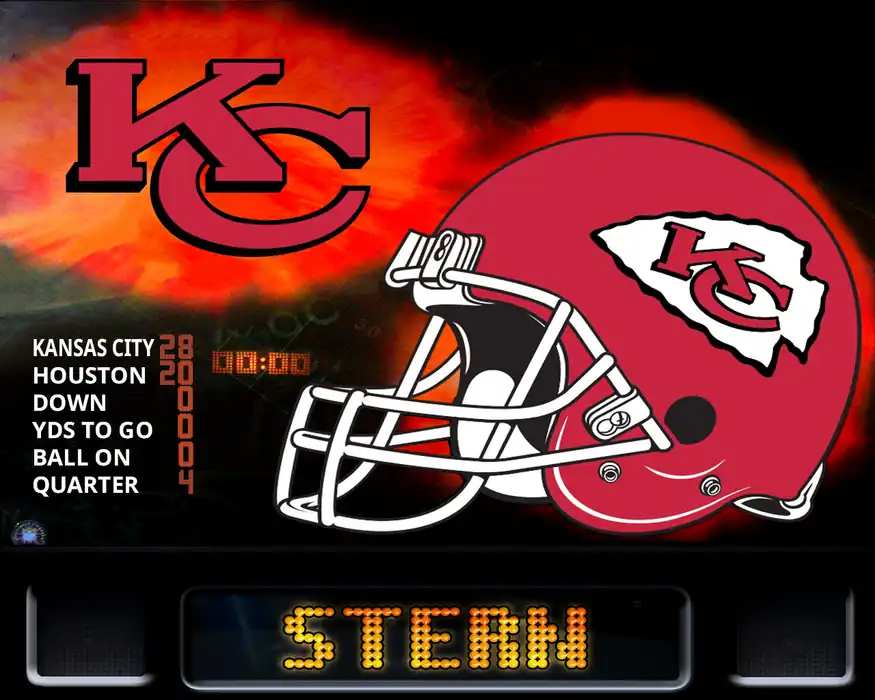 KC
KC
KANSAS CITY 28
00:00
HOUSTON 20
DOWN 0
YDS TO GO 0
BALL ON 0
QUARTER 4
STERN